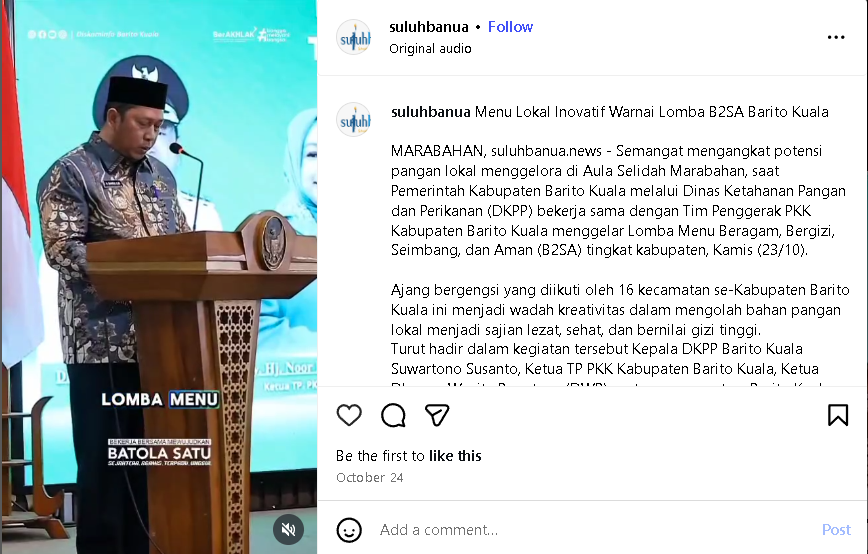 Diskominfo Barito Kuala
BerAKHLAK
suluhbanua • Follow
Original audio
suluhbanua Menu Lokal Inovatif Warnai Lomba B2SA Barito Kuala
MARABAHAN, suluhbanua.news - Semangat mengangkat potensi
pangan lokal menggelora di Aula Selidah Marabahan, saat
Pemerintah Kabupaten Barito Kuala melalui Dinas Ketahanan Pangan
dan Perikanan (DKPP) bekerja sama dengan Tim Penggerak PKK
Kabupaten Barito Kuala menggelar Lomba Menu Beragam, Bergizi,
Seimbang, dan Aman (B2SA) tingkat kabupaten, Kamis (23/10).
Ajang bergengsi yang diikuti oleh 16 kecamatan se-Kabupaten Barito
Kuala ini menjadi wadah kreativitas dalam mengolah bahan pangan
lokal menjadi sajian lezat, sehat, dan bernilai gizi tinggi.
Turut hadir dalam kegiatan tersebut Kepala DKPP Barito Kuala
Suwartono Susanto, Ketua TP PKK Kabupaten Barito Kuala, Ketua
Hj. Noor
Ketua TP. PK
LOMBA MENU
BEKERJA BERSAMA MEWUJUDKAN
BATOLA SATU
SEJAHTERA, AGAMIS, TERPADU, UNGGUL
Be the first to like this
October 24
Add a comment...
Post